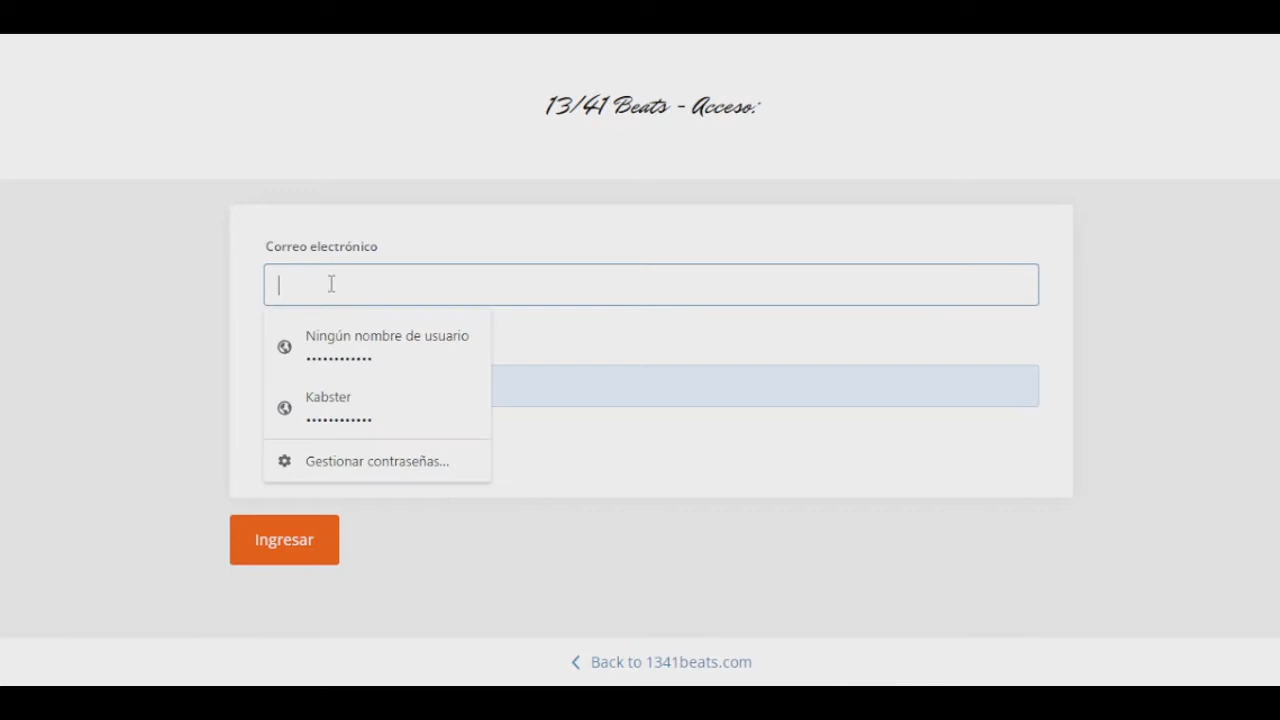 13/41 Beats - Acceso:
Correo electrónico
Ningún nombre de usuario
••••••••••••
Kabster
••••••••••••
Gestionar contraseñas...
Ingresar
Back to 1341beats.com